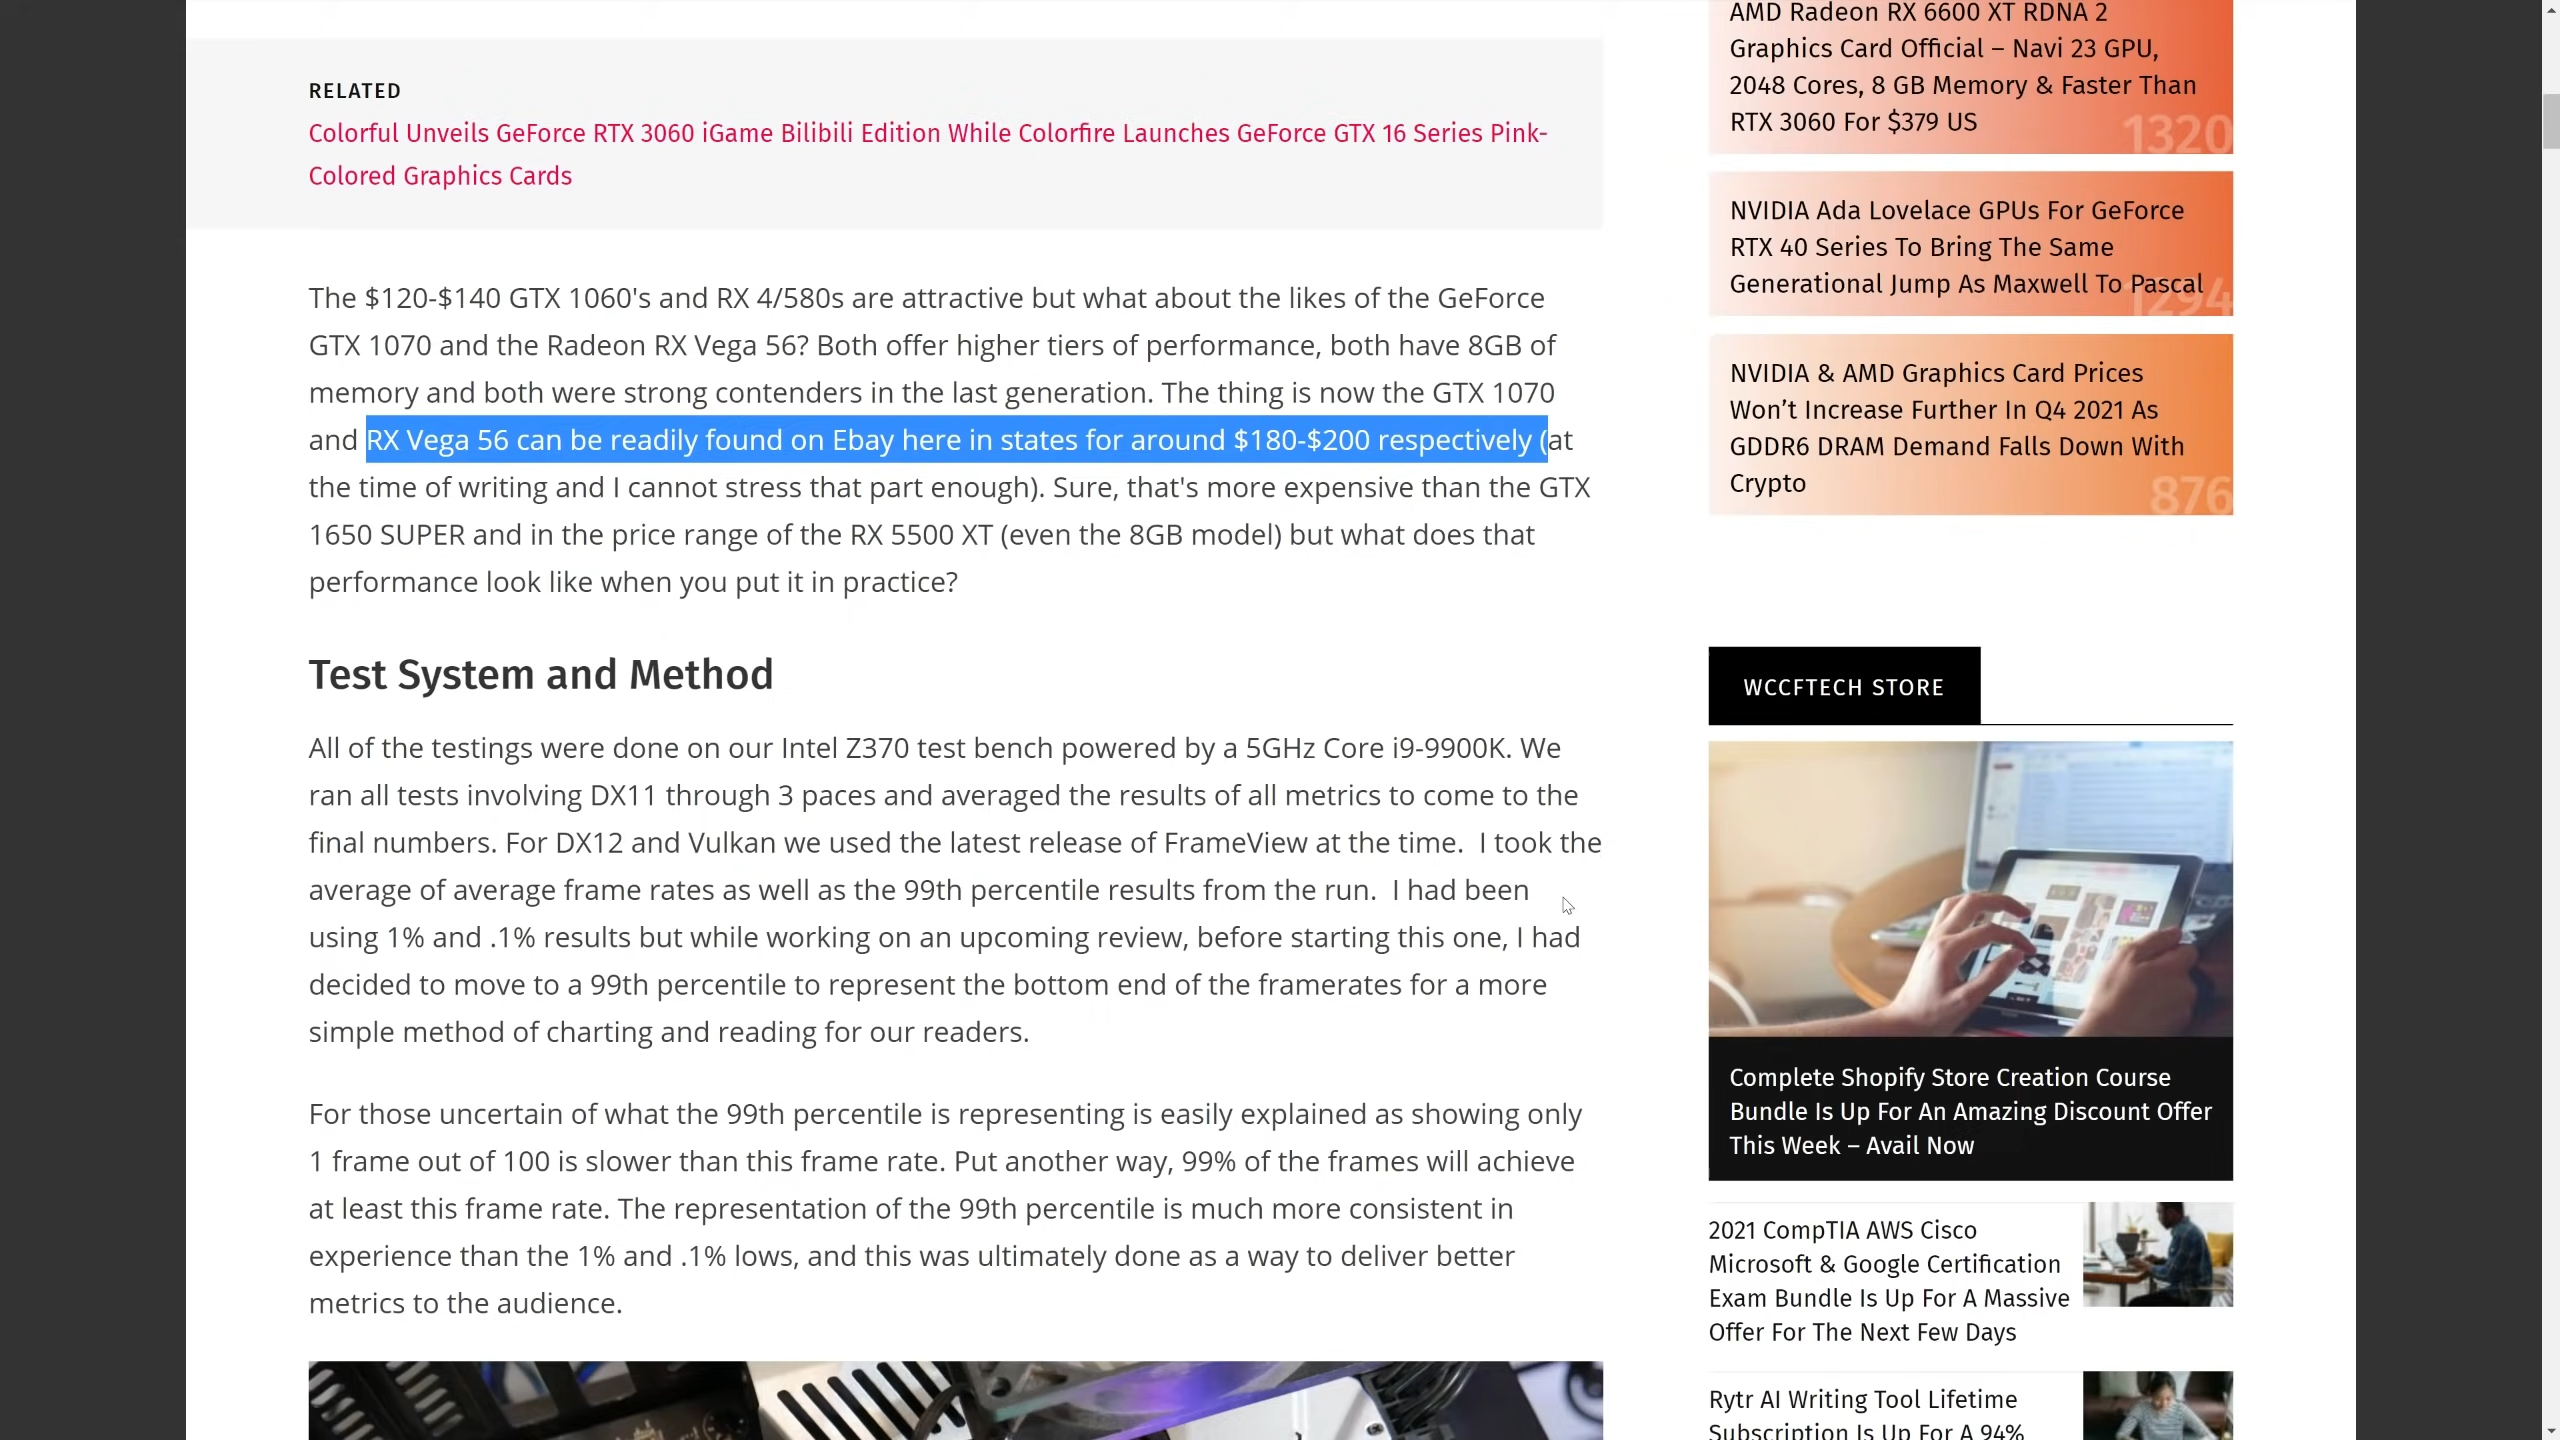 RELATED
Colorful Unveils GeForce RTX 3060 iGame Bilibili Edition While Colorfire Launches GeForce GTX 16 Series Pink-
Colored Graphics Cards
The $120-$140 GTX 1060's and RX 4/580s are attractive but what about the likes of the GeForce
GTX 1070 and the Radeon RX Vega 56? Both offer higher tiers of performance, both have 8GB of
memory and both were strong contenders in the last generation. The thing is now the GTX 1070
and RX Vega 56 can be readily found on Ebay here in states for around $180-$200 respectively (at
the time of writing and I cannot stress that part enough). Sure, that's more expensive than the GTX
1650 SUPER and in the price range of the RX 5500 XT (even the 8GB model) but what does that
performance look like when you put it in practice?
Test System and Method
All of the testings were done on our Intel Z370 test bench powered by a 5GHz Core i9-9900K. We
ran all tests involving DX11 through 3 paces and averaged the results of all metrics to come to the
final numbers. For DX12 and Vulkan we used the latest release of FrameView at the time.  I took the
average of average frame rates as well as the 99th percentile results from the run.  I had been
using 1% and .1% results but while working on an upcoming review, before starting this one, I had
decided to move to a 99th percentile to represent the bottom end of the framerates for a more
simple method of charting and reading for our readers.
For those uncertain of what the 99th percentile is representing is easily explained as showing only
1 frame out of 100 is slower than this frame rate. Put another way, 99% of the frames will achieve
at least this frame rate. The representation of the 99th percentile is much more consistent in
experience than the 1% and .1% lows, and this was ultimately done as a way to deliver better
metrics to the audience.
AMD Radeon RX 6600 XT RDNA 2
Graphics Card Official – Navi 23 GPU,
2048 Cores, 8 GB Memory & Faster Than
RTX 3060 For $379 US
1320
NVIDIA Ada Lovelace GPUs For GeForce
RTX 40 Series To Bring The Same
Generational Jump As Maxwell To Pascal
1294
NVIDIA & AMD Graphics Card Prices
Won’t Increase Further In Q4 2021 As
GDDR6 DRAM Demand Falls Down With
Crypto
876
WCCFTECH STORE
Complete Shopify Store Creation Course
Bundle Is Up For An Amazing Discount Offer
This Week – Avail Now
2021 CompTIA AWS Cisco
Microsoft & Google Certification
Exam Bundle Is Up For A Massive
Offer For The Next Few Days
Rytr AI Writing Tool Lifetime
Subscription Is Up For A 94%